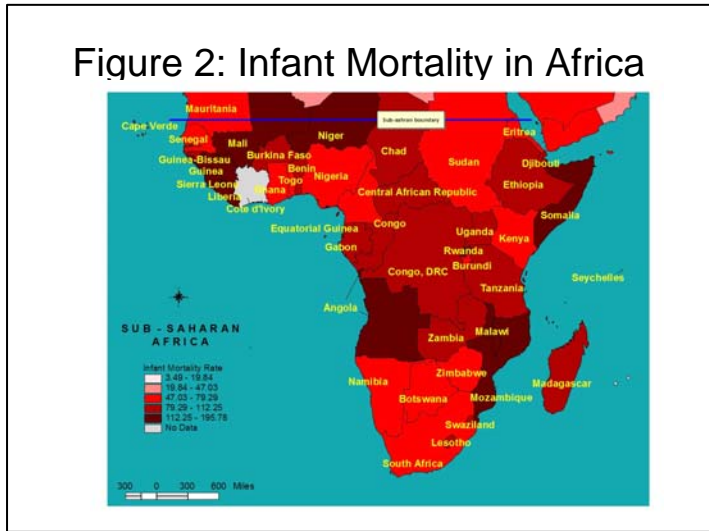 Figure 2: Infant Mortality in Africa
Mauritania
Sub-sahran boundary
Cape Verde
Niger
Eritrea
Senegal
Mali
Chad
Burkina Faso
Sudan
Djibouti
Guinea-Bissau
Benin
Guinea
Nigeria
Togo
Ethiopia
Sierra Leone
Ghana
Central African Republic
Liberia
Cote d'Ivory
Somalia
Equatorial Guinea
Congo
Uganda
Kenya
Gabon
Rwanda
Burundi
Congo, DRC
Seychelles
Tanzania
Angola
SUB - SAHARAN
AFRICA
Malawi
Zambia
Infant Mortality Rate
3.49 - 19.84
19.84 - 47.03
47.03 - 79.29
79.29 - 112.25
112.25 - 195.78
No Data
Namibia
Zimbabwe
Madagascar
Botswana
Mozambique
Swaziland
Lesotho
South Africa
300 0 300 600 Miles